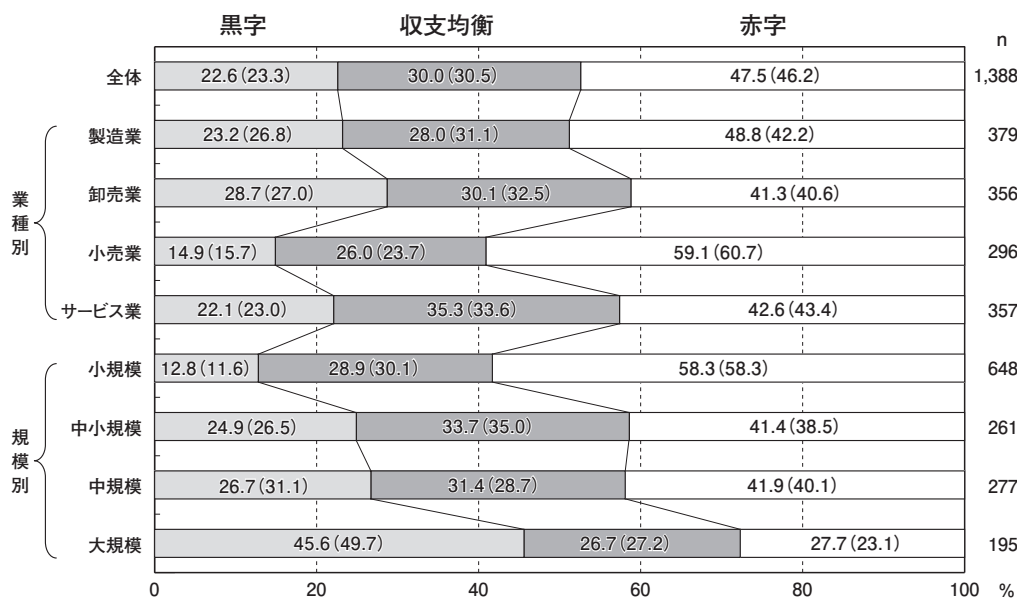 黒字 収支均衡 赤字
n
全体 22.6(23.3) 30.0(30.5) 47.5(46.2) 1,388
業種別
製造業 23.2(26.8) 28.0(31.1) 48.8(42.2) 379
卸売業 28.7(27.0) 30.1(32.5) 41.3(40.6) 356
小売業 14.9(15.7) 26.0(23.7) 59.1(60.7) 296
サービス業 22.1(23.0) 35.3(33.6) 42.6(43.4) 357
規模別
小規模 12.8(11.6) 28.9(30.1) 58.3(58.3) 648
中小規模 24.9(26.5) 33.7(35.0) 41.4(38.5) 261
中規模 26.7(31.1) 31.4(28.7) 41.9(40.1) 277
大規模 45.6(49.7) 26.7(27.2) 27.7(23.1) 195
0 20 40 60 80 100 %